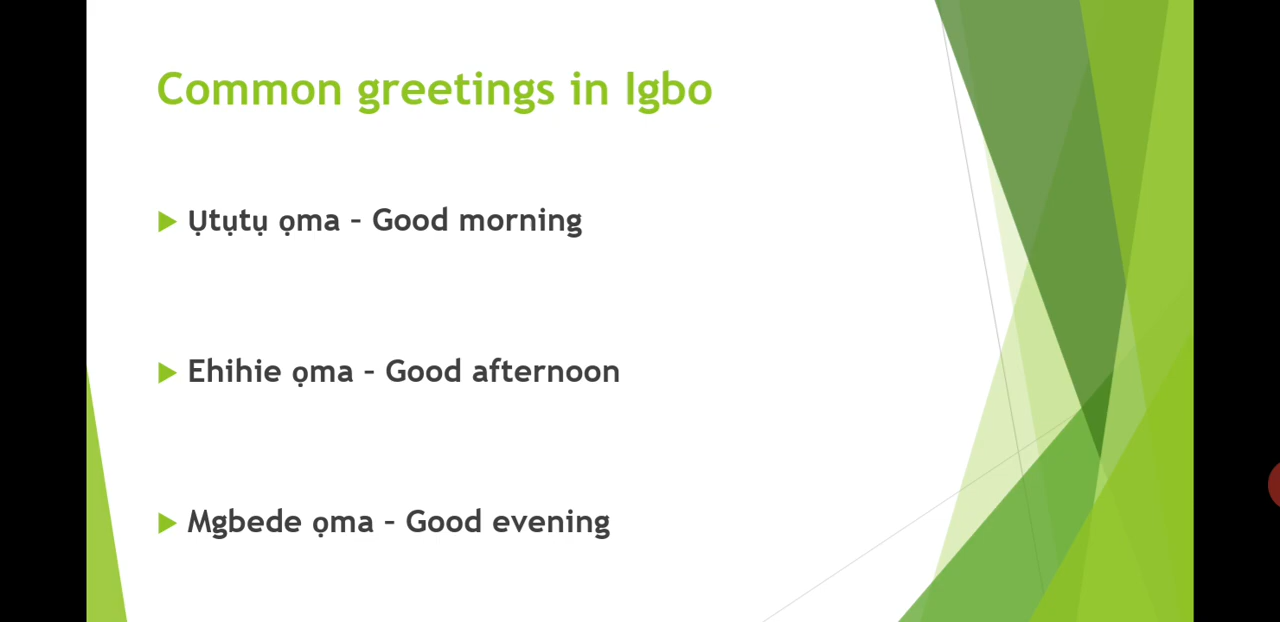 Common greetings in Igbo
Ụtụtụ ọma – Good morning
Ehihie ọma – Good afternoon
Mgbede ọma – Good evening